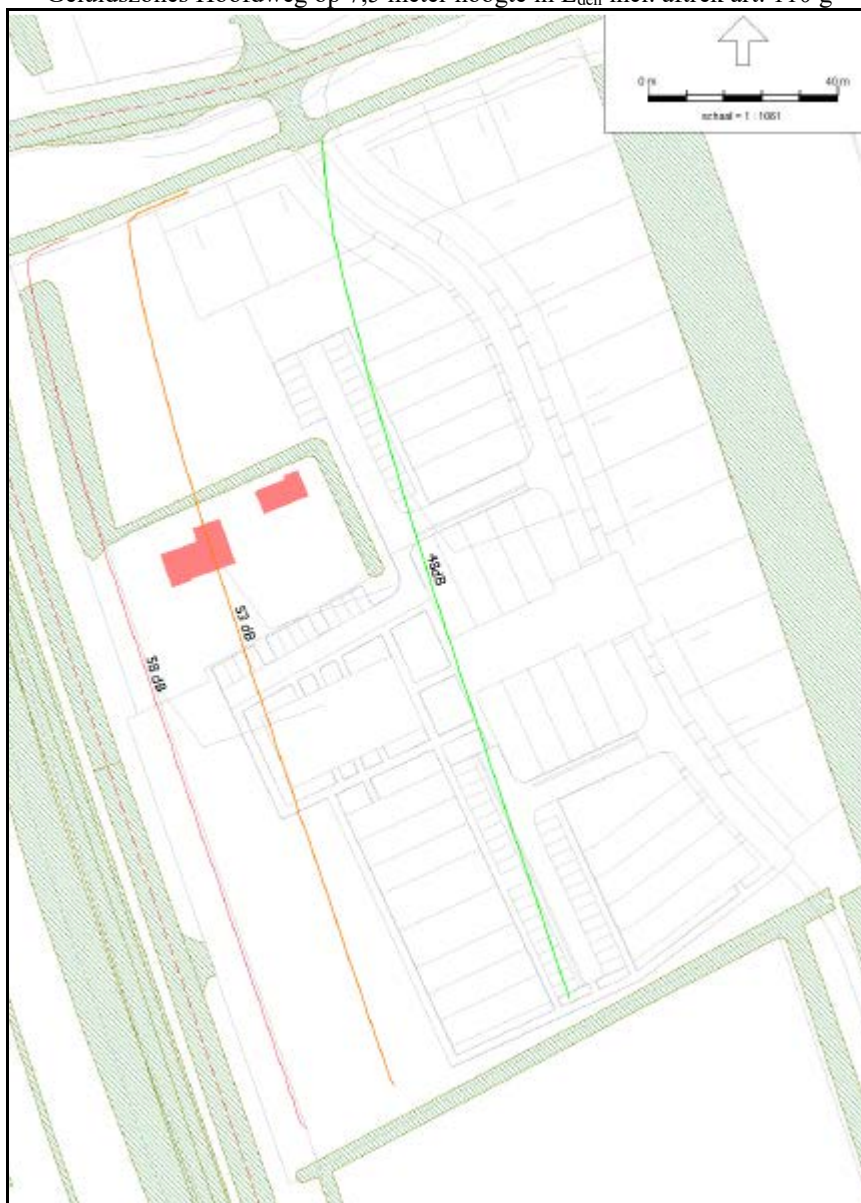 Geluidszones Hoofdweg op 7,5 meter hoogte in Lden incl. aftrek art. 110 g
0 m 40 m
schaal = 1 : 1061
48dB
53 dB
58 dB